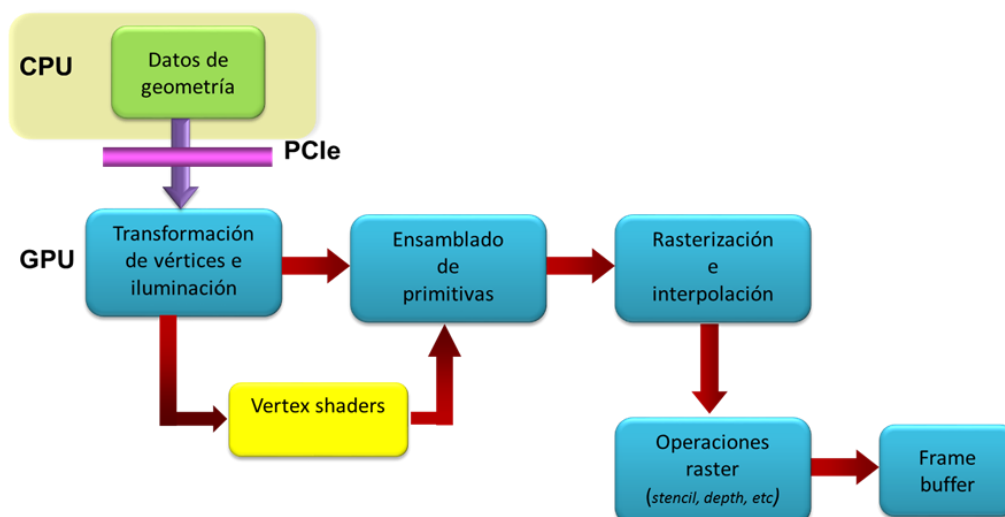 CPU
Datos de
geometría
PCIe
GPU
Transformación
de vértices e
iluminación
Ensamblado
de
primitivas
Rasterización
e
interpolación
Vertex shaders
Operaciones
raster
(stencil, depth, etc)
Frame
buffer